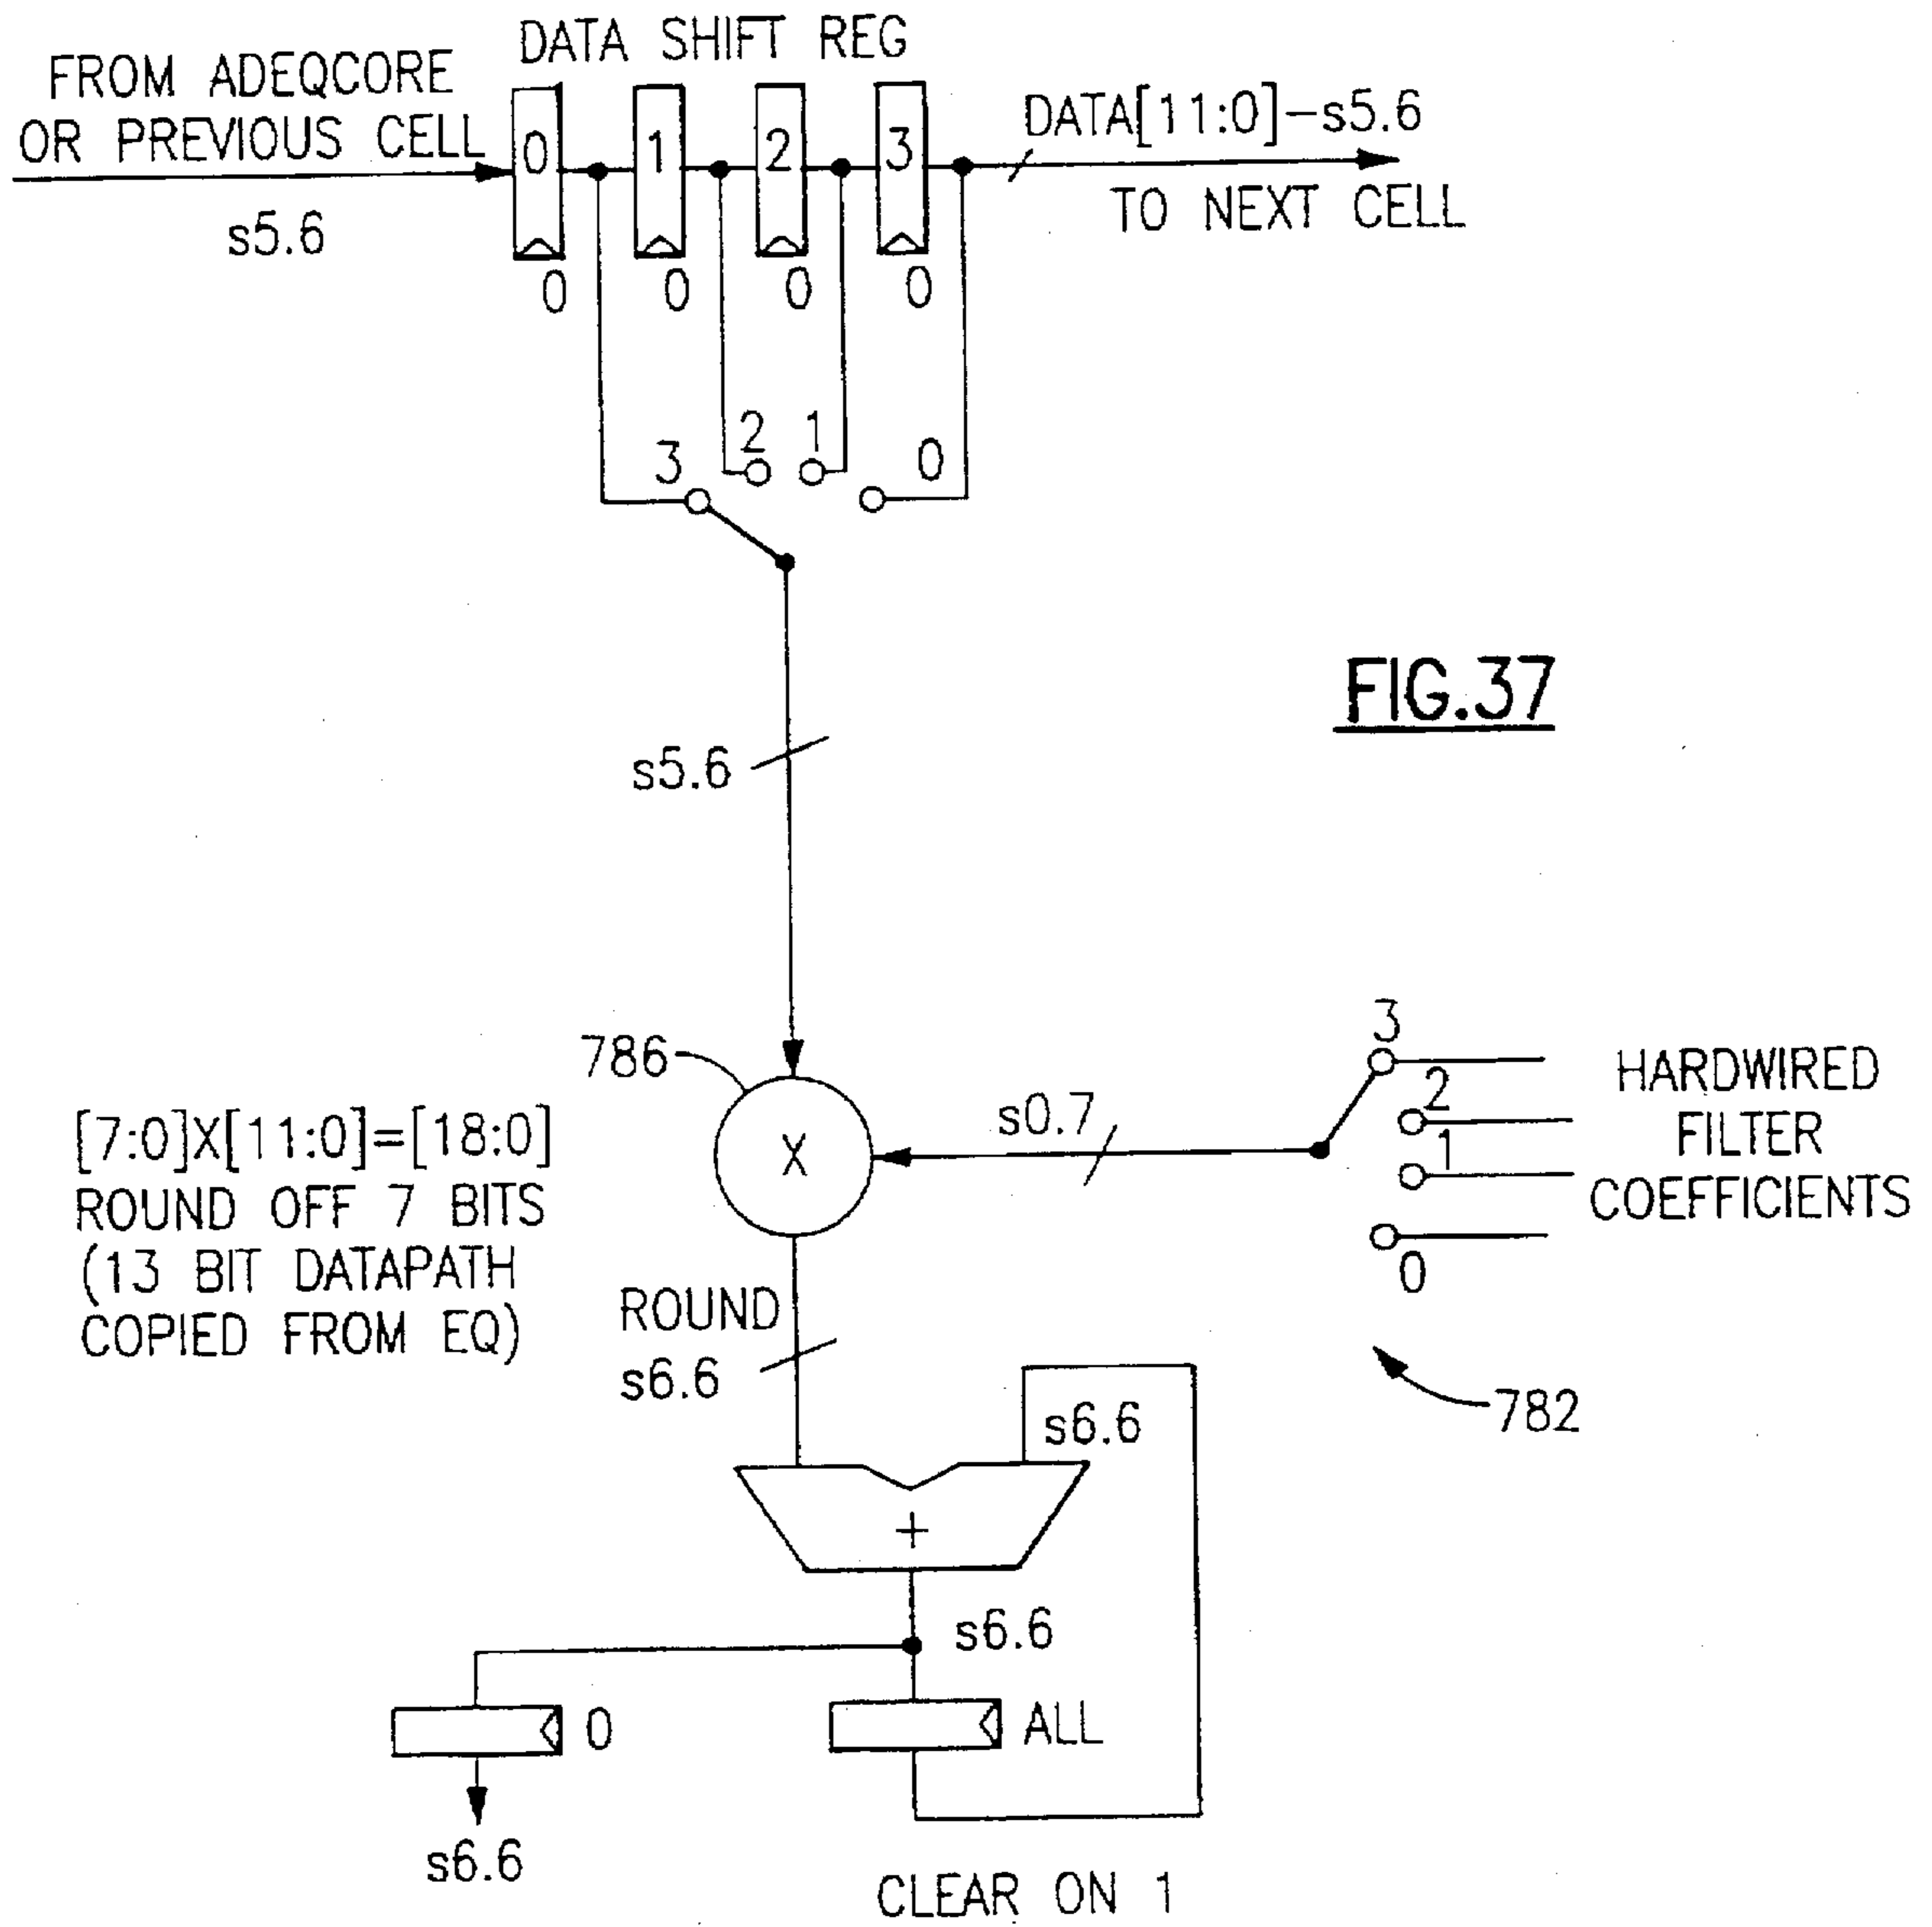 DATA SHIFT REG
FROM ADEQCORE
OR PREVIOUS CELL
s5.6
0
1
2
3
0
0
0
0
DATA[11:0]-s5.6
TO NEXT CELL
3
2
1
0
s5.6
FIG.37
786
X
s0.7
3
2
1
0
HARDWIRED
FILTER
COEFFICIENTS
782
[7:0]X[11:0]=[18:0]
ROUND OFF 7 BITS
(13 BIT DATAPATH
COPIED FROM EQ)
ROUND
s6.6
s6.6
+
s6.6
0
ALL
s6.6
CLEAR ON 1